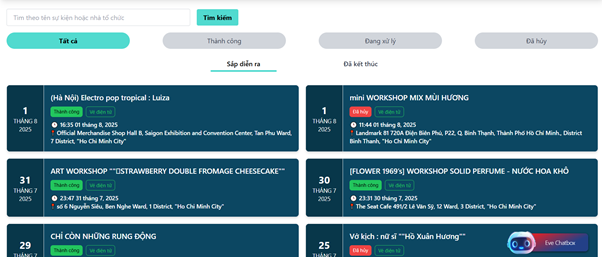 Tìm theo tên sự kiện hoặc nhà tổ chức
Tìm kiếm
Tất cả
Thành công
Đang xử lý
Đã hủy
Sắp diễn ra
Đã kết thúc
1
THÁNG 8
2025
(Hà Nội) Electro pop tropical : Luiza
Thành công
Vé điện tử
16:35 01 tháng 8, 2025
Official Merchandise Shop Hall B, Saigon Exhibition and Convention Center, Tan Phu Ward,
7 District, "Ho Chi Minh City"
1
THÁNG 8
2025
mini WORKSHOP MIX MÙI HƯƠNG
Đã hủy
Vé điện tử
11:44 01 tháng 8, 2025
Landmark 81 720A Điện Biên Phủ, P22, Q. Bình Thạnh, Thành Phố Hồ Chí Minh., District
Binh Thanh, "Ho Chi Minh City"
31
THÁNG 7
2025
ART WORKSHOP ""STRAWBERRY DOUBLE FROMAGE CHEESECAKE""
Thành công
Vé điện tử
23:47 31 tháng 7, 2025
số 6 Nguyễn Siêu, Ben Nghe Ward, 1 District, "Ho Chi Minh City"
30
THÁNG 7
2025
[FLOWER 1969's] WORKSHOP SOLID PERFUME - NƯỚC HOA KHÔ
Thành công
Vé điện tử
23:31 30 tháng 7, 2025
The Seat Cafe 491/2 Lê Văn Sỹ, 12 Ward, 3 District, "Ho Chi Minh City"
29
THÁNG 7
CHỈ CÒN NHỮNG RUNG ĐỘNG
Thành công
Vé điện tử
25
THÁNG 7
Vở kịch : nữ sĩ ""Hồ Xuân Hương""
Đã hủy
Vé điện tử
Eve Chatbox